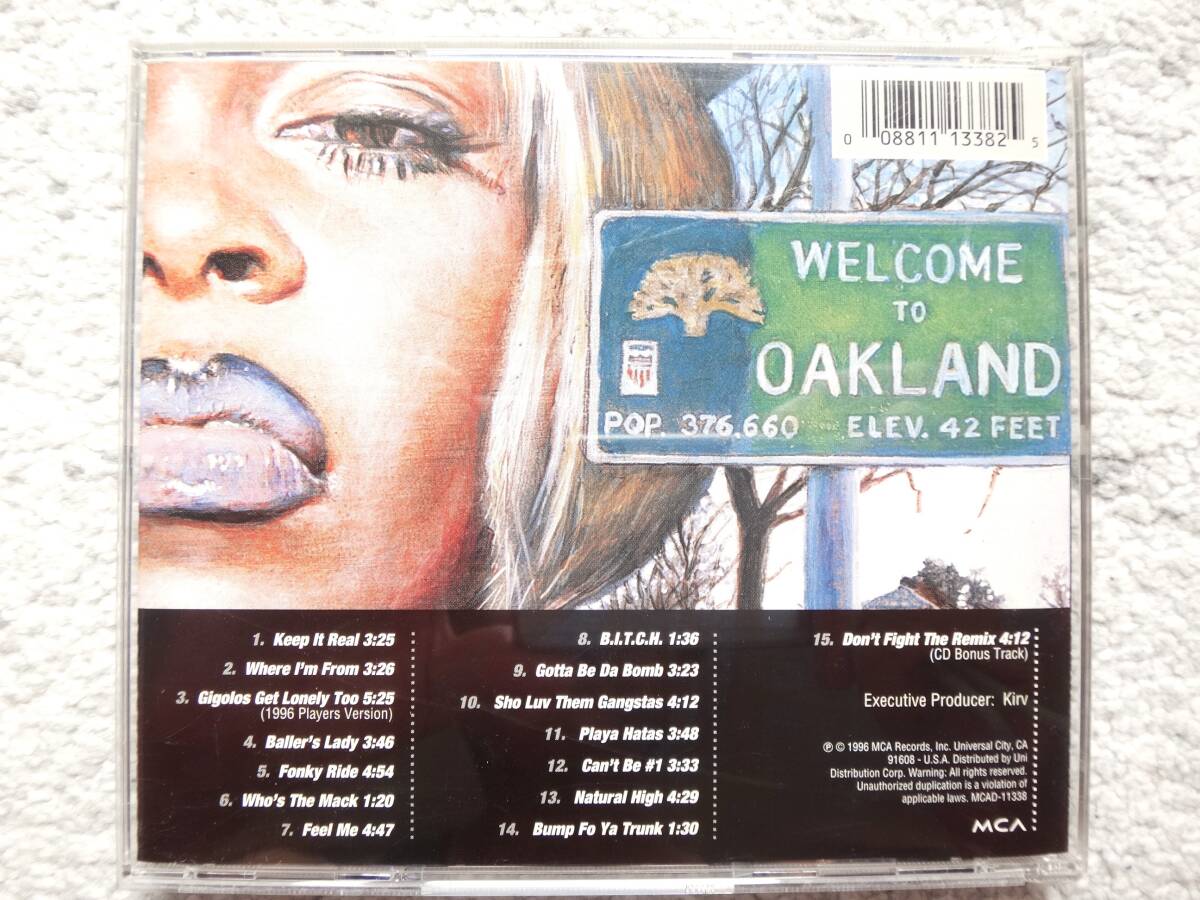 0 08811 13382 5
WELCOME
TO
OAKLAND
POP. 376,660 ELEV. 42 FEET
1. Keep It Real 3:25
2. Where I'm From 3:26
3. Gigolos Get Lonely Too 5:25
(1996 Players Version)
4. Baller's Lady 3:46
5. Fonky Ride 4:54
6. Who's The Mack 1:20
7. Feel Me 4:47
8. B.I.T.C.H. 1:36
9. Gotta Be Da Bomb 3:23
10. Sho Luv Them Gangstas 4:12
11. Playa Hatas 3:48
12. Can't Be #1 3:33
13. Natural High 4:29
14. Bump Fo Ya Trunk 1:30
15. Don't Fight The Remix 4:12
(CD Bonus Track)
Executive Producer: Kirv
℗ © 1996 MCA Records, Inc. Universal City, CA
91608 - U.S.A. Distributed by Uni
Distribution Corp. Warning: All rights reserved.
Unauthorized duplication is a violation of
applicable laws. MCAD-11338
MCA